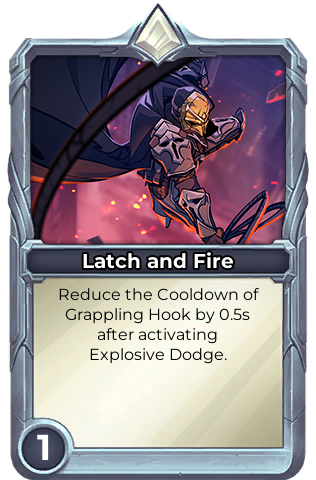 Latch and Fire
Reduce the Cooldown of
Grappling Hook by 0.5s
after activating
Explosive Dodge.
1